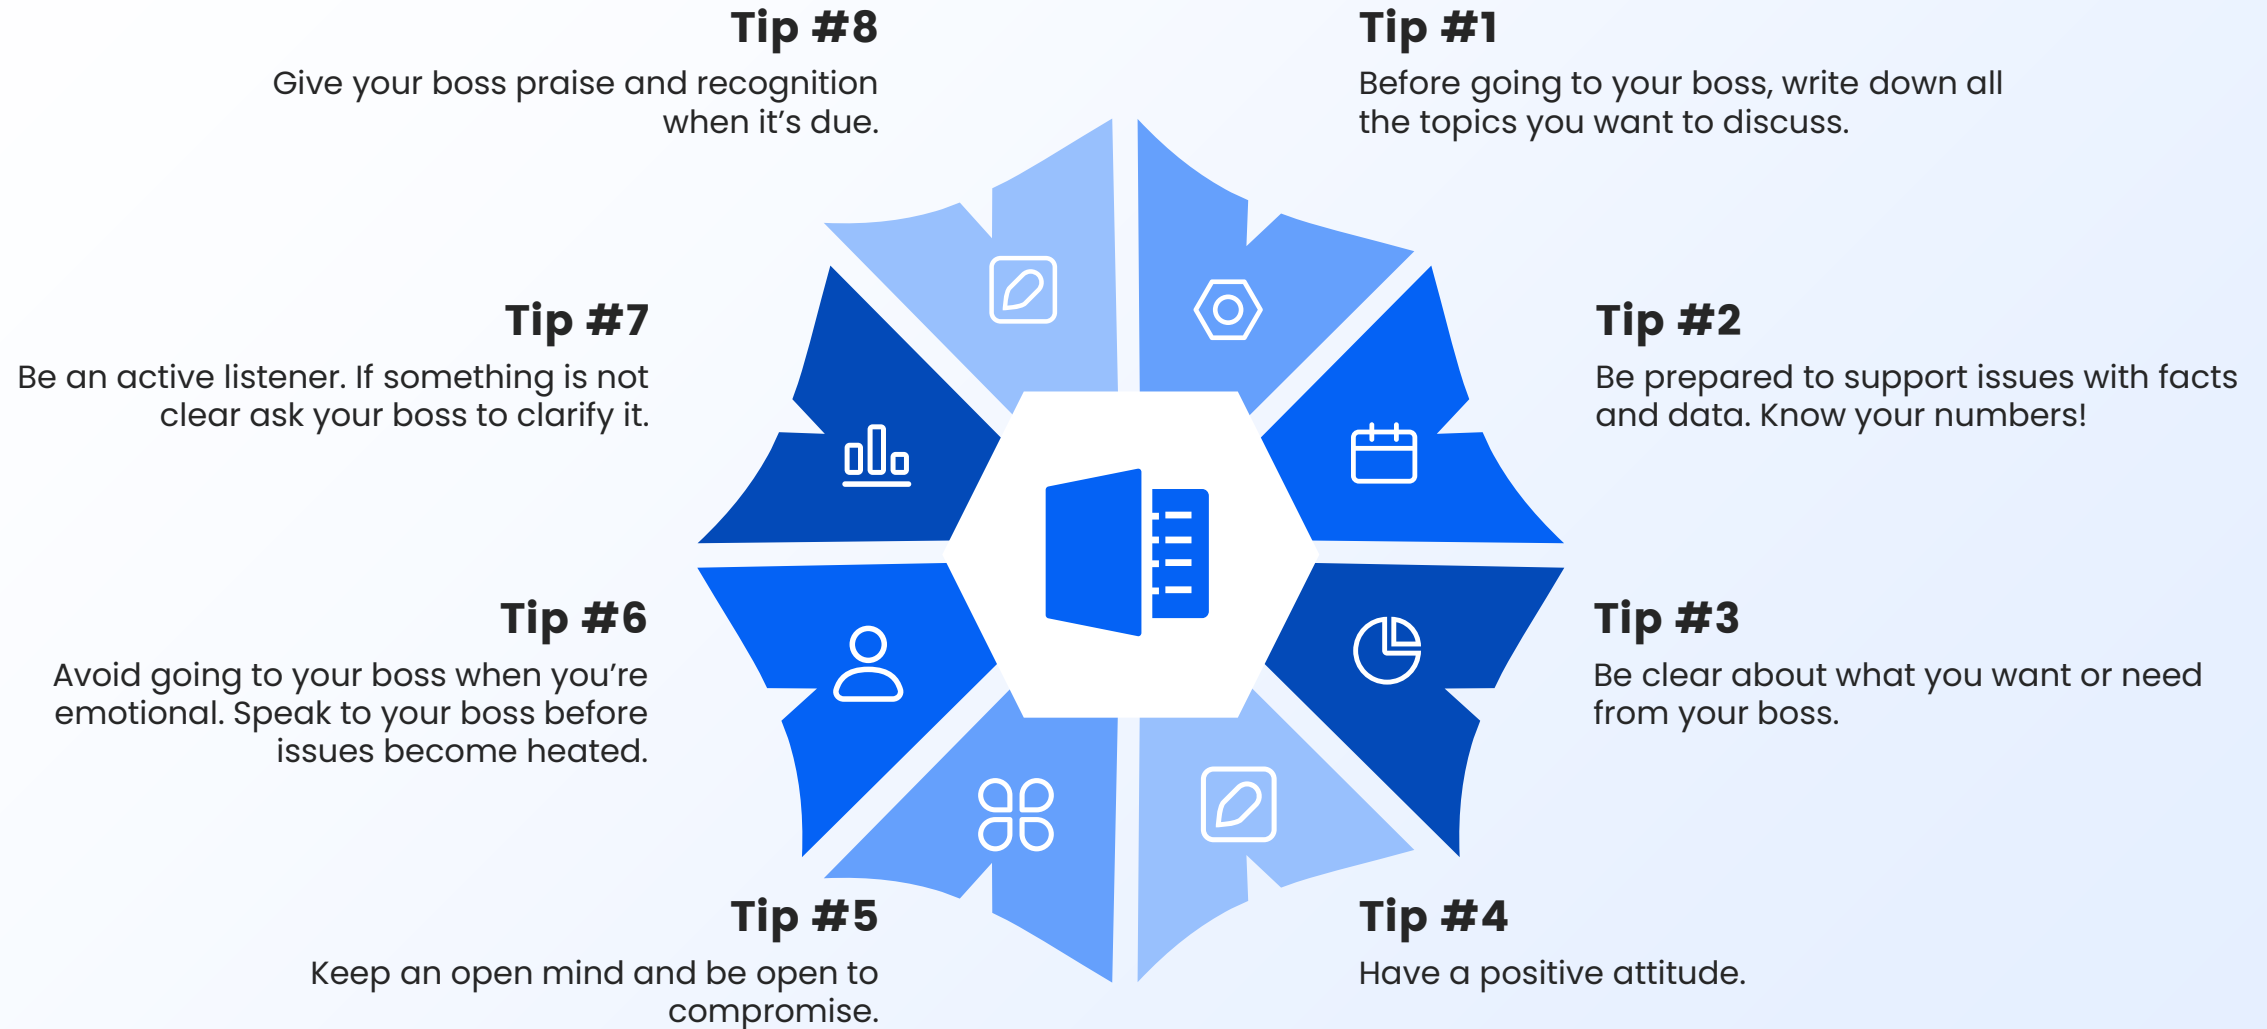 Tip #1
Before going to your boss, write down all
the topics you want to discuss.
Tip #2
Be prepared to support issues with facts
and data. Know your numbers!
Tip #3
Be clear about what you want or need
from your boss.
Tip #4
Have a positive attitude.
Tip #5
Keep an open mind and be open to
compromise.
Tip #6
Avoid going to your boss when you’re
emotional. Speak to your boss before
issues become heated.
Tip #7
Be an active listener. If something is not
clear ask your boss to clarify it.
Tip #8
Give your boss praise and recognition
when it’s due.